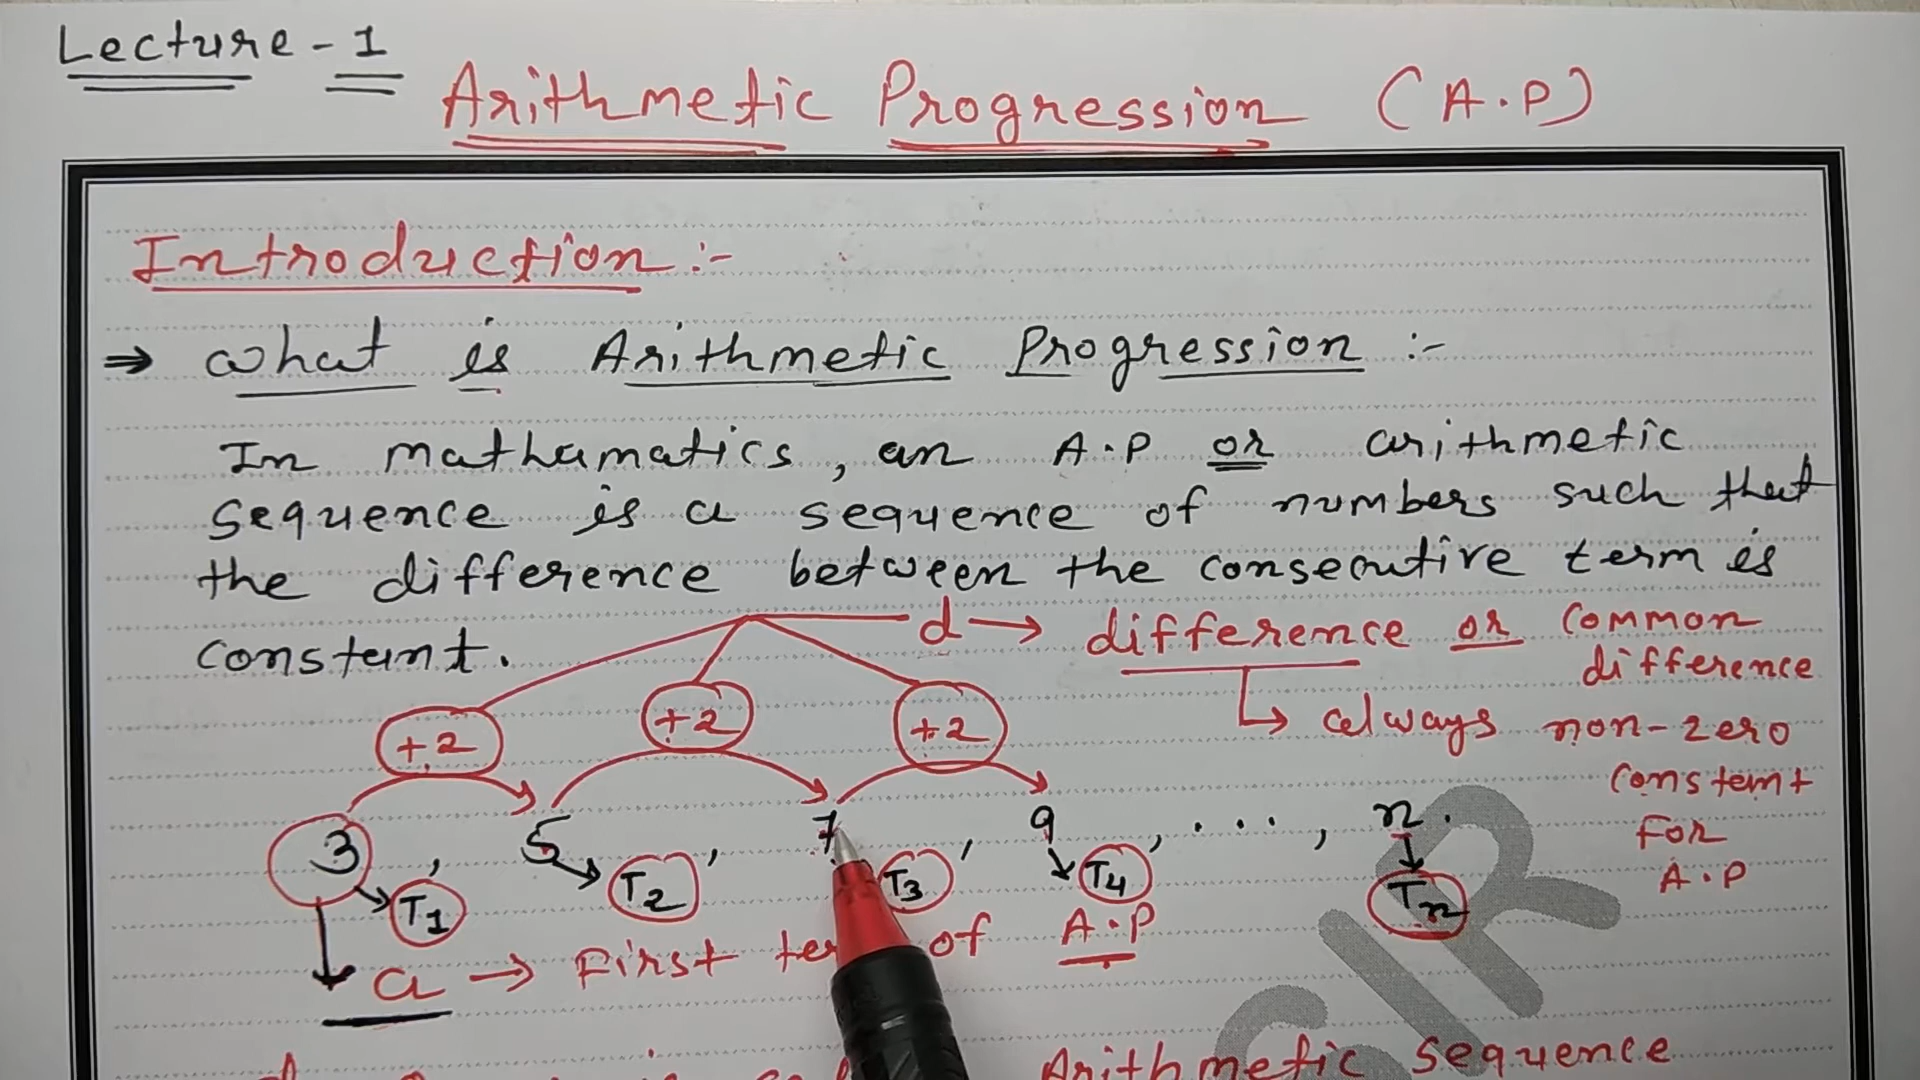 Lecture - 1
Arithmetic Progression (A.P)
Introduction :-
⇒ What is Arithmetic Progression :-
In mathematics, an A.P or arithmetic
sequence is a sequence of numbers such that
the difference between the consecutive term is
constant.
d → difference or common
difference
always non-zero
constant
For
A.P
+2 +2 +2
3, 5, 7, 9, ..., n.
T1 T2 T3 T4 Tn
a → First of A.P
Arithmetic Sequence
SIR